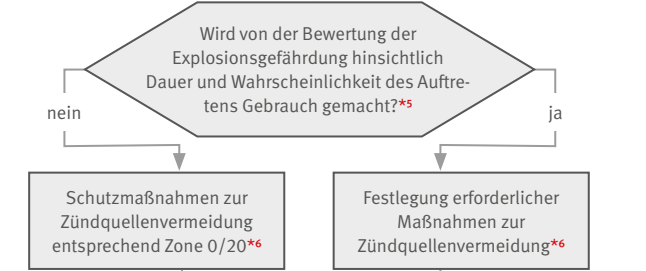 Wird von der Bewertung der
Explosionsgefährdung hinsichtlich
Dauer und Wahrscheinlichkeit des Auftre-
tens Gebrauch gemacht?*5
nein
ja
Schutzmaßnahmen zur
Zündquellenvermeidung
entsprechend Zone 0/20*6
Festlegung erforderlicher
Maßnahmen zur
Zündquellenvermeidung*6